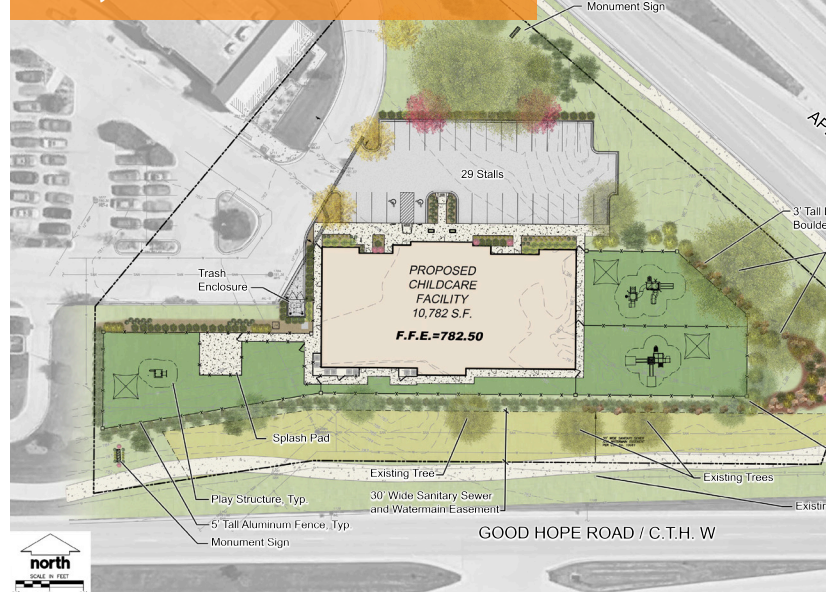 Monument Sign
29 Stalls
3' Tall
Boulde
Trash
Enclosure
PROPOSED
CHILDCARE
FACILITY
10,782 S.F.
F.F.E.=782.50
Splash Pad
Existing Tree
Existing Trees
Play Structure, Typ.
30' Wide Sanitary Sewer
and Watermain Easement
Existin
5' Tall Aluminum Fence, Typ.
Monument Sign
GOOD HOPE ROAD / C.T.H. W
north
SCALE IN FEET